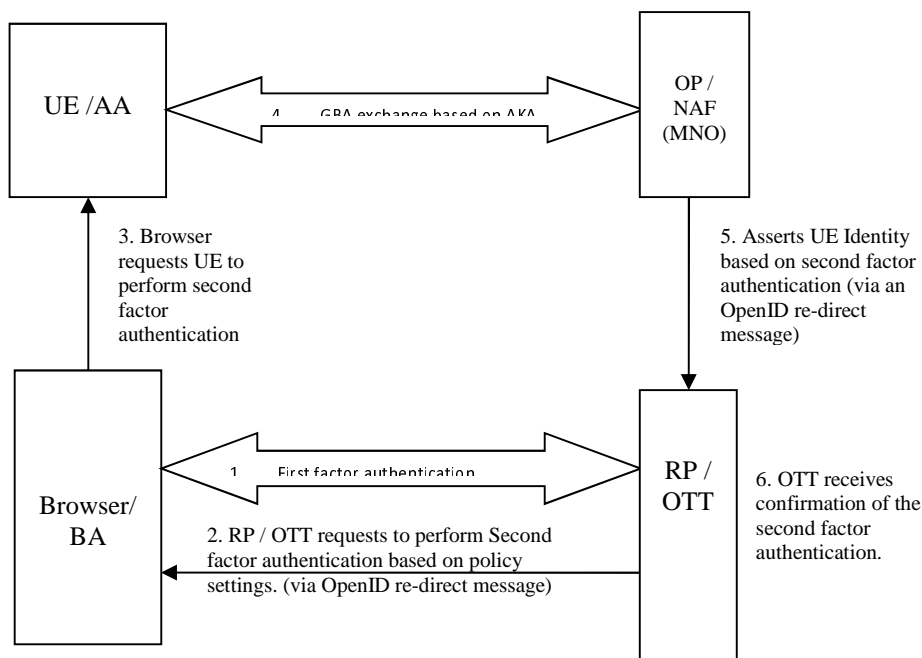 UE /AA
4. GBA exchange based on AKA
OP /
NAF
(MNO)
3. Browser
requests UE to
perform second
factor
authentication
5. Asserts UE Identity
based on second factor
authentication (via an
OpenID re-direct
message)
Browser/
BA
1. First factor authentication
RP /
OTT
6. OTT receives
confirmation of the
second factor
authentication.
2. RP / OTT requests to perform Second
factor authentication based on policy
settings. (via OpenID re-direct message)